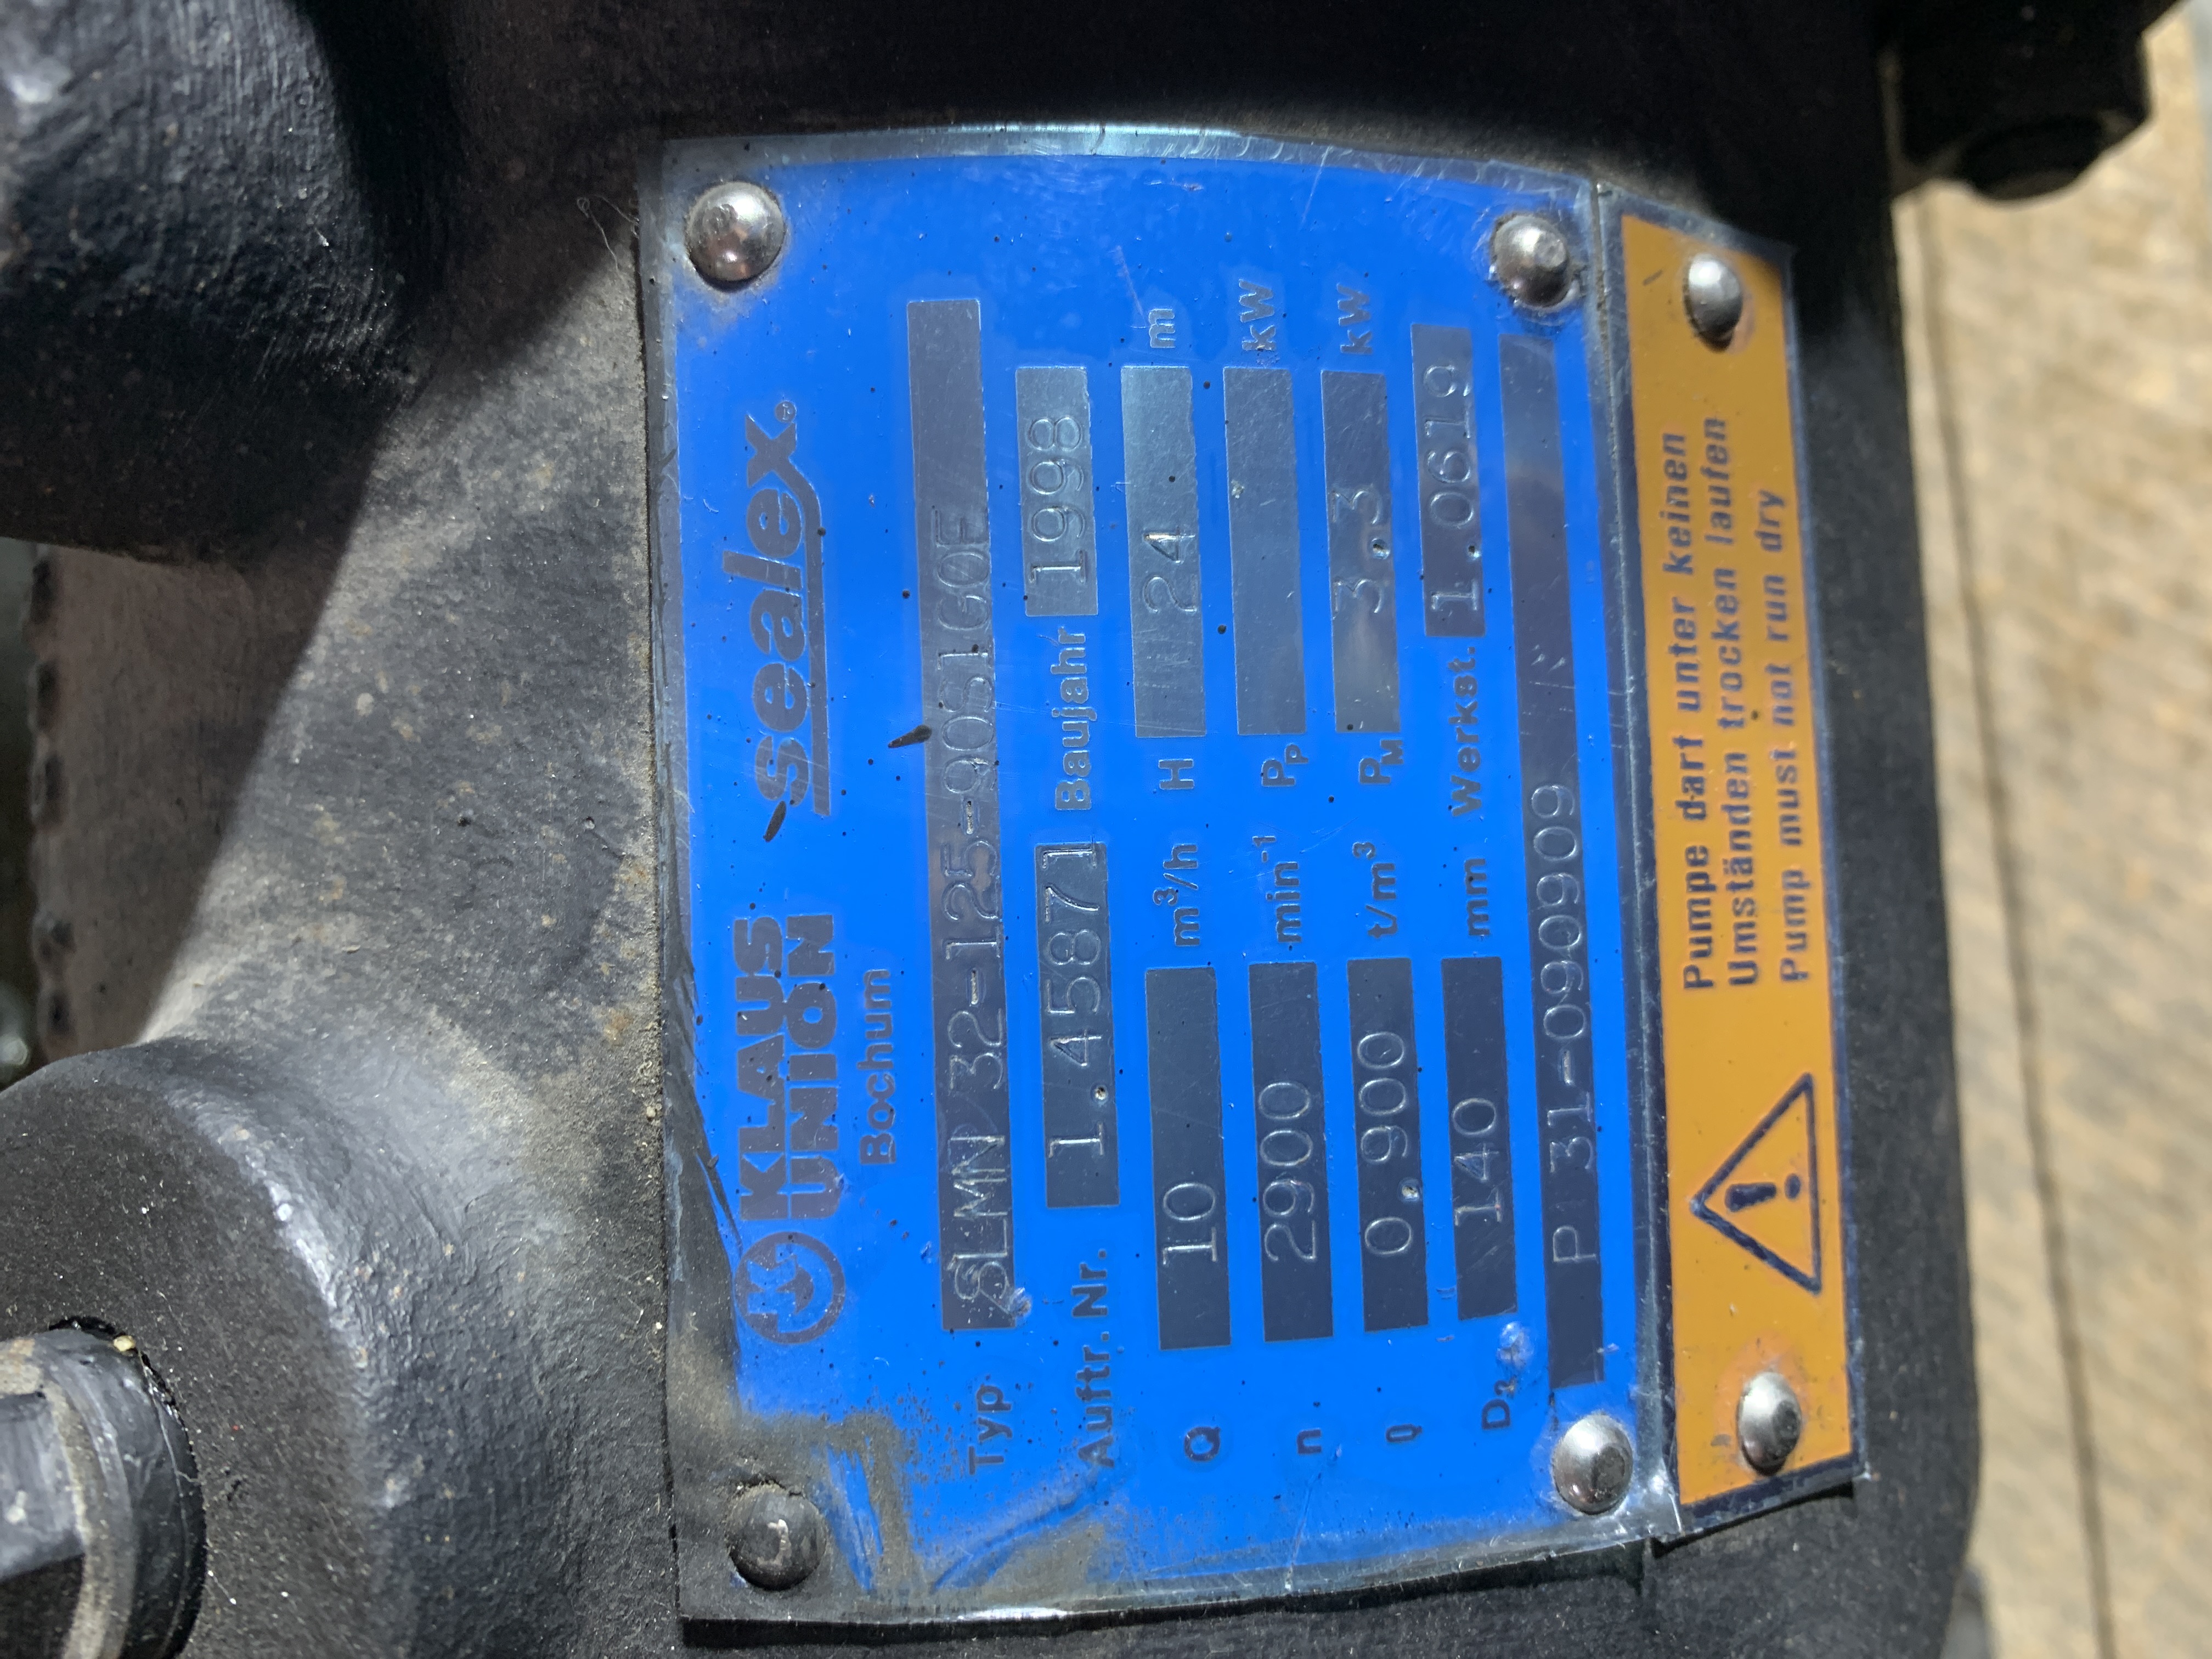 KLAUS UNION sealex®
Bochum
Typ SLMN 32-125-90S1G0F
Auftr.Nr. 1.45871 Baujahr 1998
Q 10 m³/h H 24 m
n 2900 min⁻¹ Pp kW
ϱ 0.900 t/m³ PM 3.3 kW
D₂ 140 mm Werkst. 1.0619
P 31-090909
Pumpe darf unter keinen
Umständen trocken laufen
Pump must not run dry